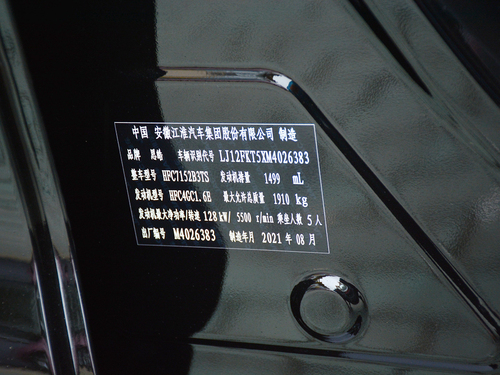 中国 安徽江淮汽车集团股份有限公司 制造
品牌 思皓 车辆识别代号 LJ12FKT5XM4026383
整车型号 HFC7152B3TS 发动机排量 1499 mL
发动机型号 HFC4GC1.6E 最大允许总质量 1910 kg
发动机最大净功率/转速 128 kW/ 5500 r/min 乘坐人数 5 人
出厂编号 M4026383 制造年月 2021 年 08 月